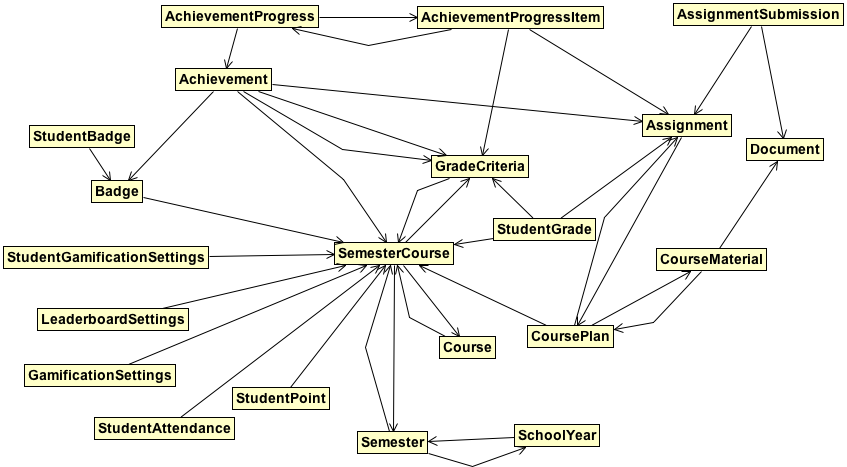 AchievementProgress
AchievementProgressItem
AssignmentSubmission
Achievement
Assignment
StudentBadge
Document
GradeCriteria
Badge
StudentGrade
SemesterCourse
StudentGamificationSettings
CourseMaterial
LeaderboardSettings
CoursePlan
Course
GamificationSettings
StudentPoint
StudentAttendance
SchoolYear
Semester